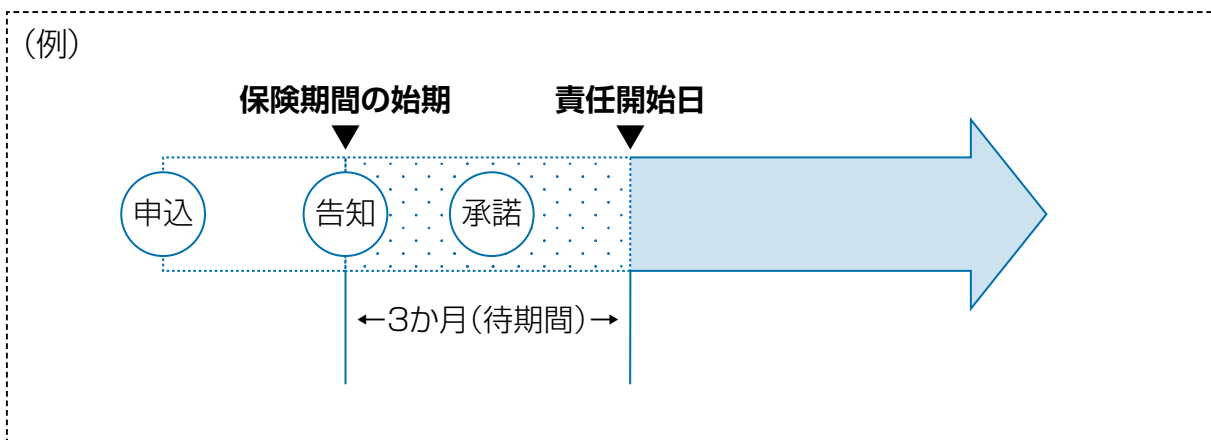 (例)
保険期間の始期 責任開始日
▼ ▼
申込 告知 承諾
←3か月(待期間)→